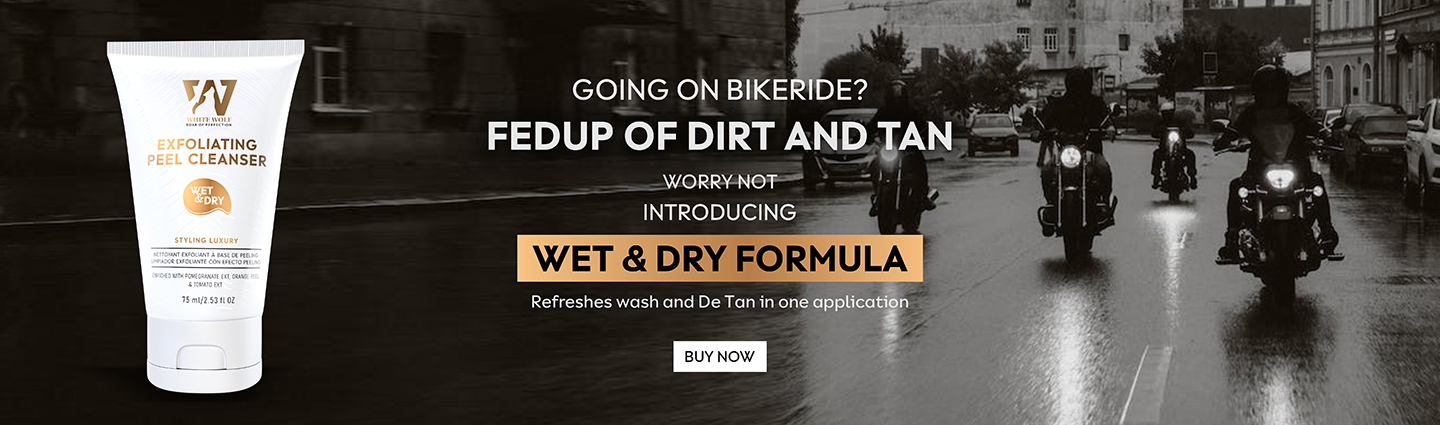 W
WHITE WOLF
ROAR OF PERFECTION
EXFOLIATING
PEEL CLEANSER
WET
& DRY
STYLING LUXURY
NETTOYANT EXFOLIANT À BASE DE PEELING
LIMPIADOR EXFOLIANTE CON EFECTO PEELING
ENRICHED WITH POMEGRANATE EXT, ORANGE PEEL
& TOMATO EXT
75 ml/2.53 fl OZ
GOING ON BIKERIDE?
FEDUP OF DIRT AND TAN
WORRY NOT
INTRODUCING
WET & DRY FORMULA
Refreshes wash and De Tan in one application
BUY NOW